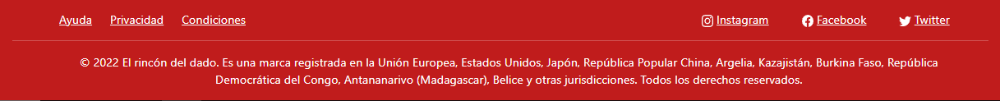 Ayuda Privacidad Condiciones Instagram Facebook Twitter
© 2022 El rincón del dado. Es una marca registrada en la Unión Europea, Estados Unidos, Japón, República Popular China, Argelia, Kazajistán, Burkina Faso, República
Democrática del Congo, Antananarivo (Madagascar), Belice y otras jurisdicciones. Todos los derechos reservados.